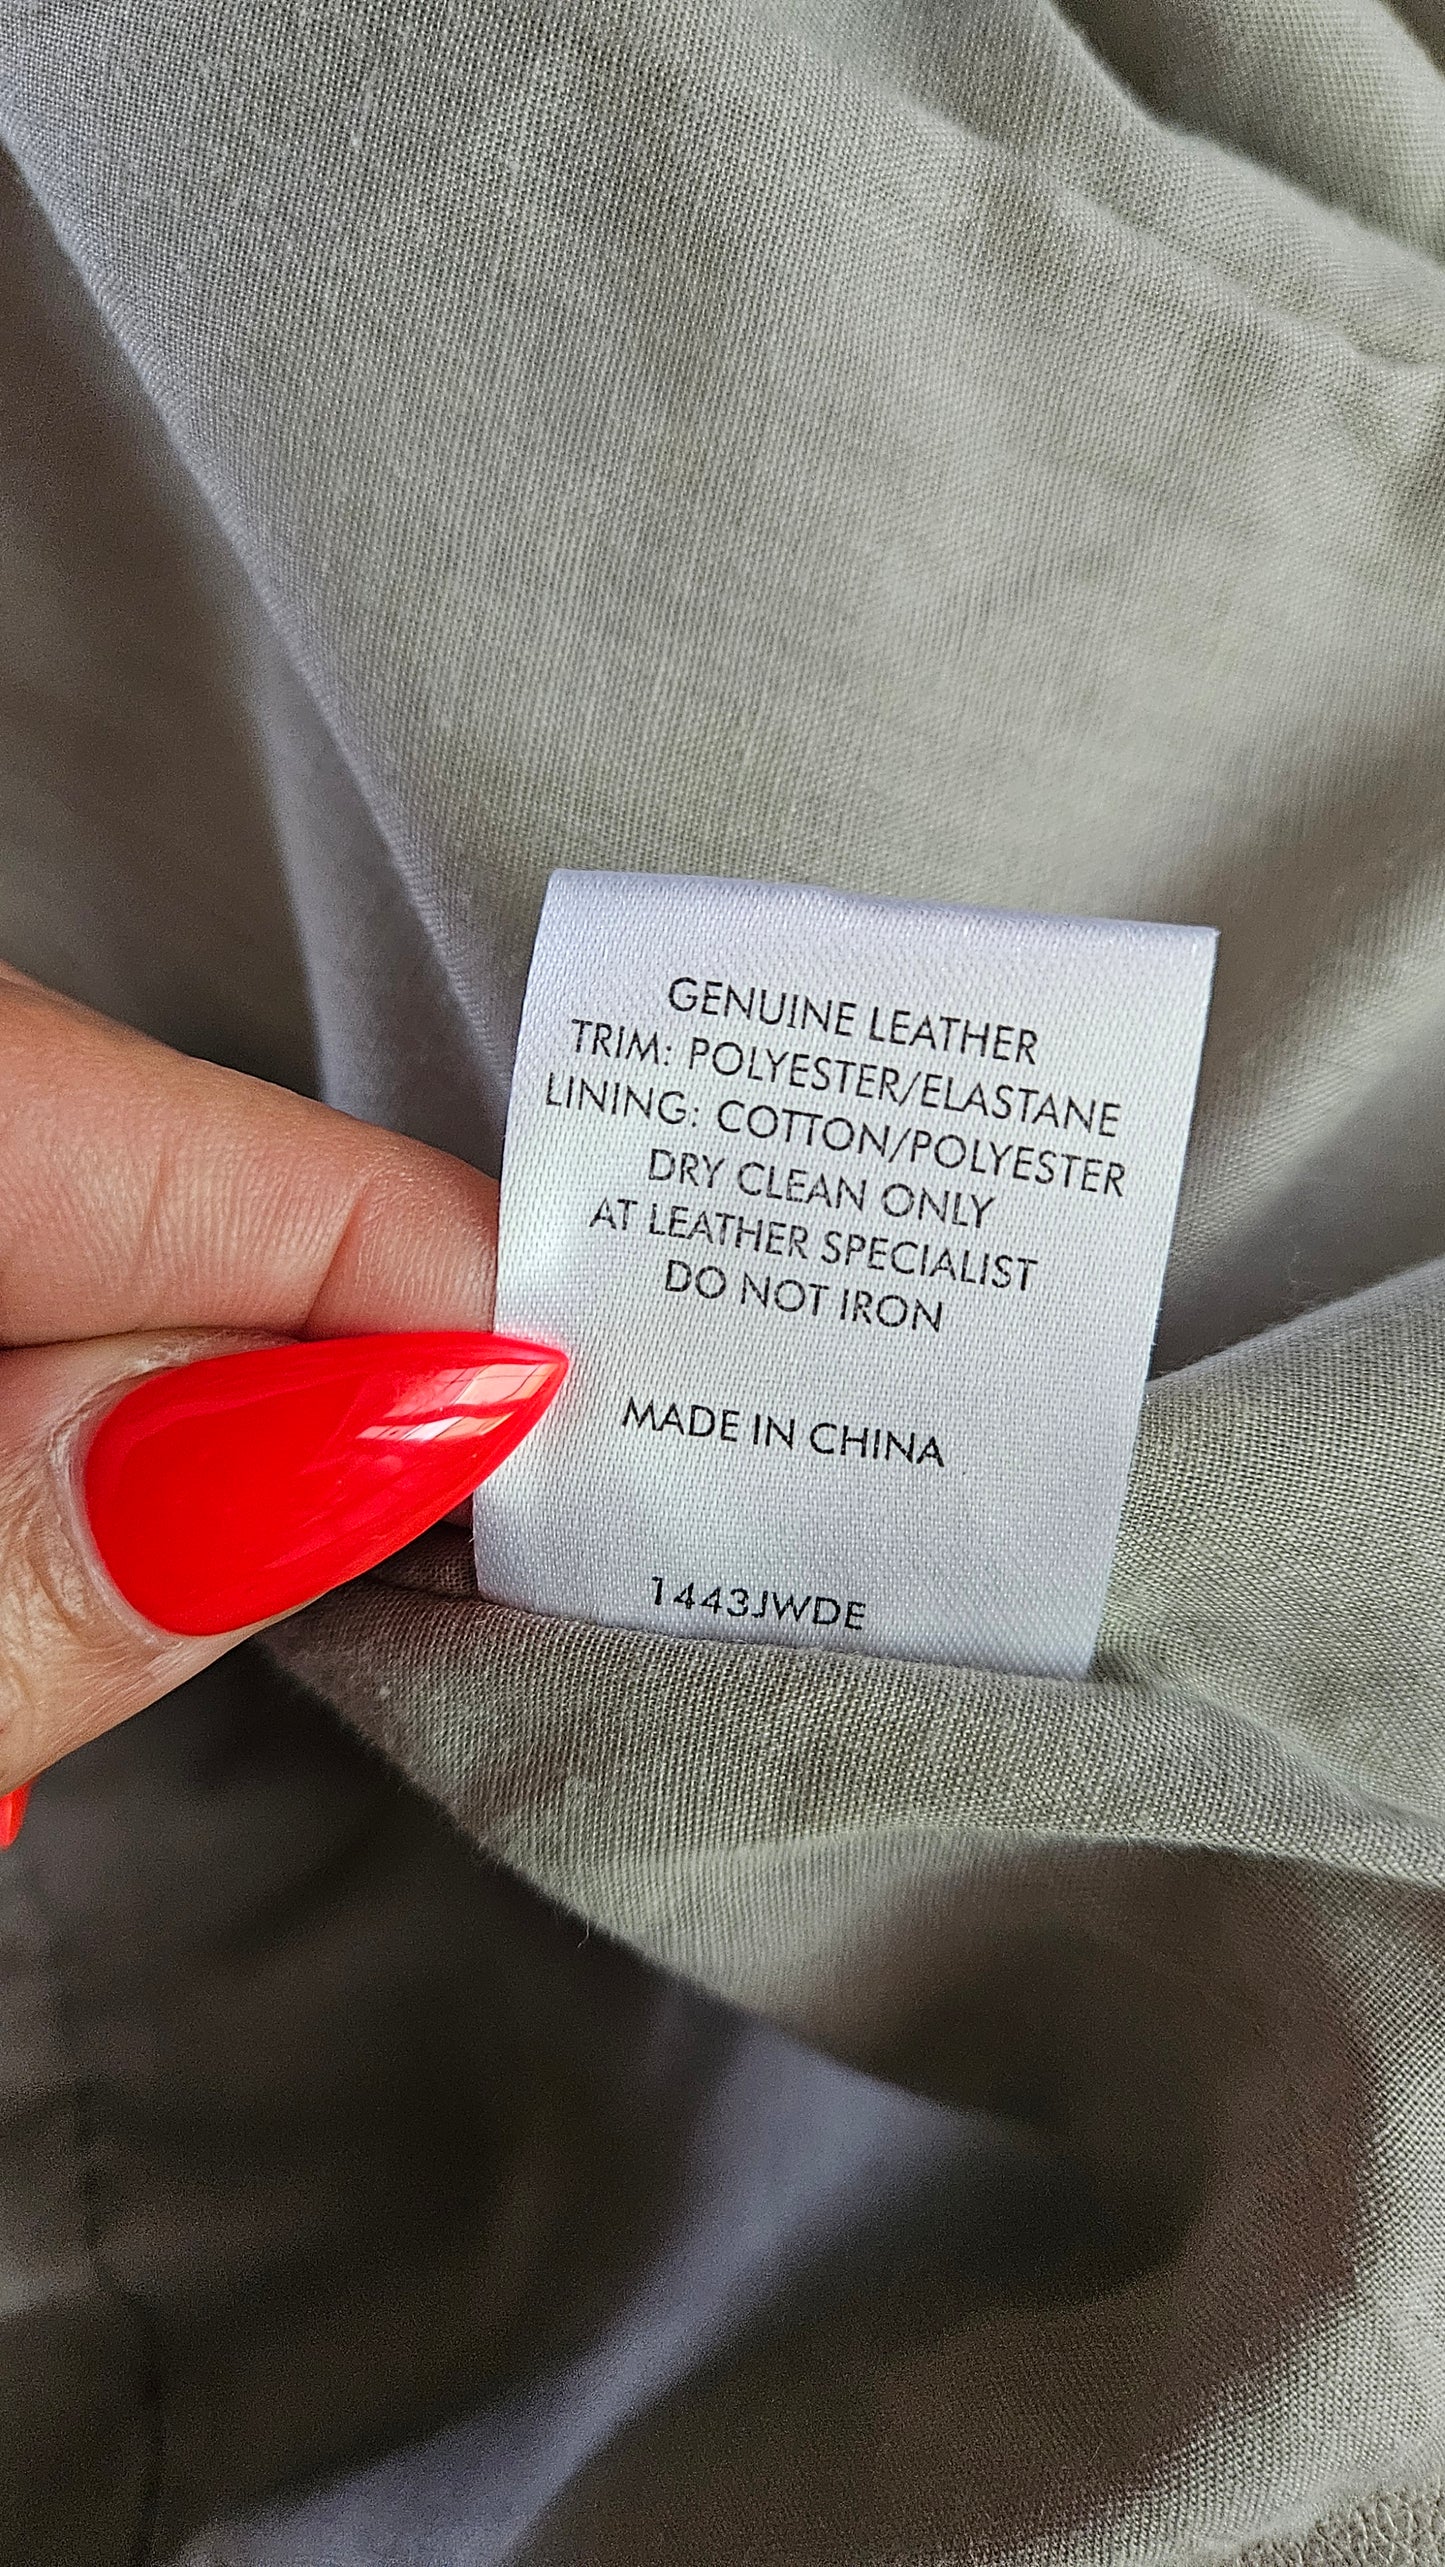 GENUINE LEATHER
TRIM: POLYESTER/ELASTANE
LINING: COTTON/POLYESTER
DRY CLEAN ONLY
AT LEATHER SPECIALIST
DO NOT IRON
MADE IN CHINA
1443JWDE